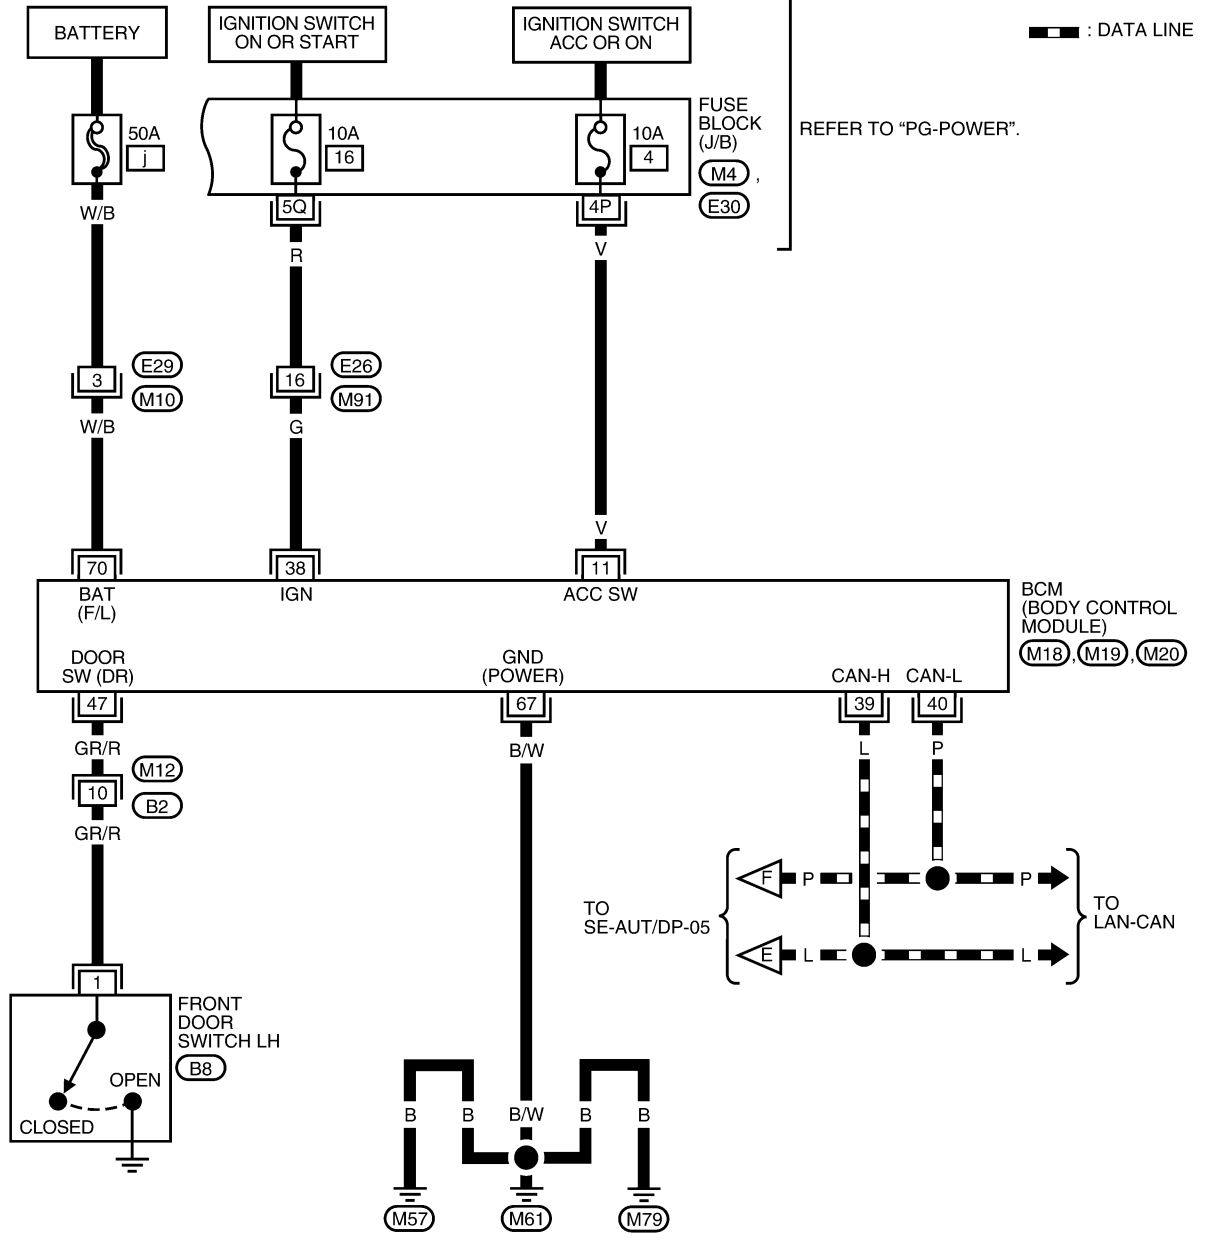 BATTERY
IGNITION SWITCH
ON OR START
IGNITION SWITCH
ACC OR ON
: DATA LINE
50A
j
10A
16
10A
4
FUSE
BLOCK
(J/B)
M4 ,
E30
REFER TO “PG-POWER”.
W/B
5Q
R
4P
V
3
E29
M10
16
E26
M91
W/B
G
V
70
38
11
BAT
(F/L)
IGN
ACC SW
BCM
(BODY CONTROL
MODULE)
M18 , M19 , M20
DOOR
SW (DR)
GND
(POWER)
CAN-H
CAN-L
47
67
39
40
GR/R
B/W
L
P
10
M12
B2
GR/R
F
P
P
TO
SE-AUT/DP-05
TO
LAN-CAN
E
L
L
1
FRONT
DOOR
SWITCH LH
B8
OPEN
CLOSED
B
B
B/W
B
B
M57
M61
M79